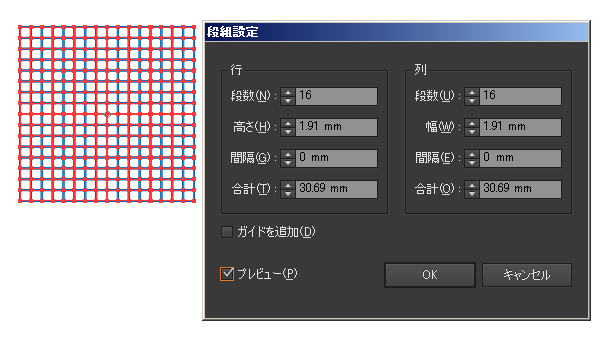 段組設定
行
段数(N) : 16
高さ(H) : 1.91 mm
間隔(G) : 0 mm
合計(T) : 30.69 mm
列
段数(U) : 16
幅(W) : 1.91 mm
間隔(E) : 0 mm
合計(O) : 30.69 mm
ガイドを追加(D)
プレビュー(P)
OK
キャンセル